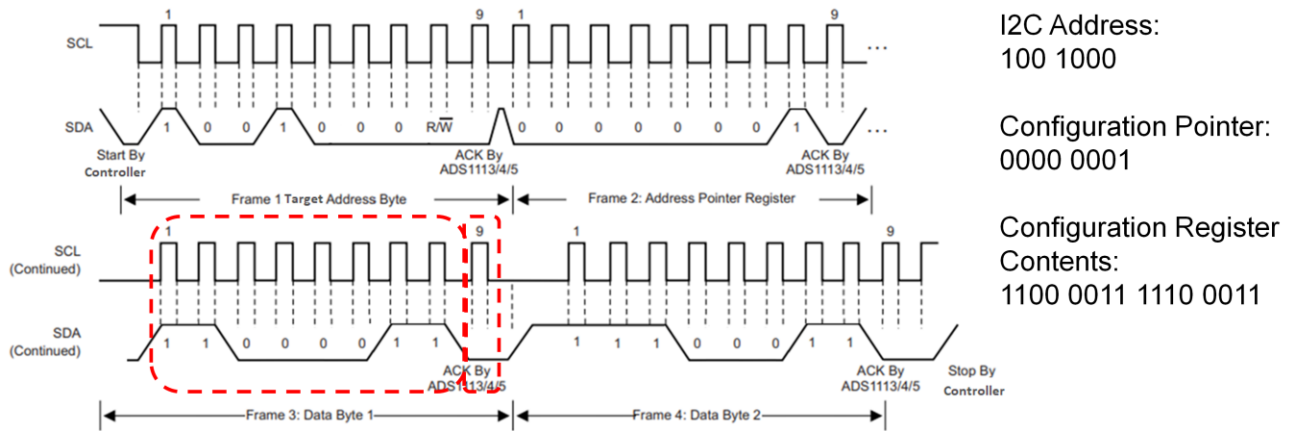 1 9 1 9
SCL ...
SDA 1 0 0 1 0 0 0 R/W 0 0 0 0 0 0 0 1 ...
Start By Controller
ACK By ADS1113/4/5
ACK By ADS1113/4/5
Frame 1 Target Address Byte
Frame 2: Address Pointer Register
1 9 1 9
SCL (Continued)
SDA (Continued) 1 1 0 0 0 0 1 1 1 1 1 0 0 0 1 1
ACK By ADS1113/4/5
ACK By ADS1113/4/5
Stop By Controller
Frame 3: Data Byte 1
Frame 4: Data Byte 2
I2C Address:
100 1000
Configuration Pointer:
0000 0001
Configuration Register
Contents:
1100 0011 1110 0011